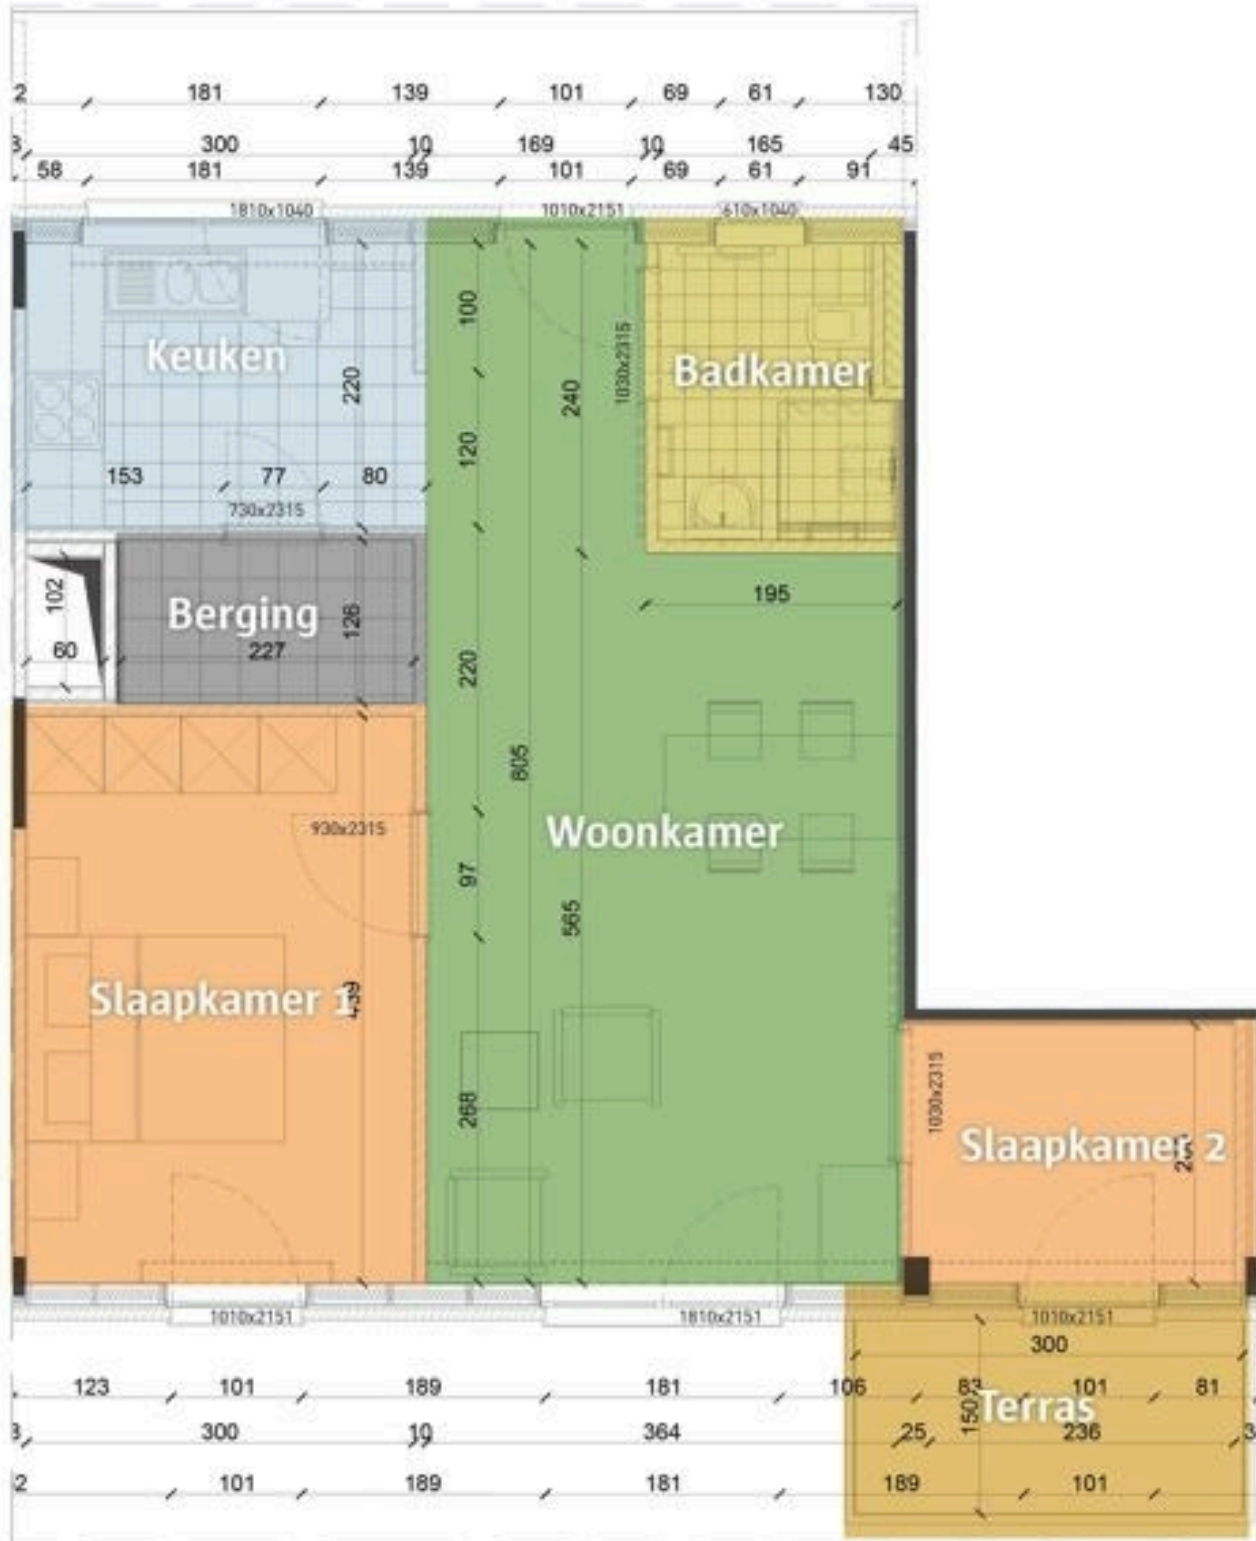 2 181 139 101 69 61 130
3 300 10 169 10 165 45
58 181 139 101 69 61 91
1810x1040 1010x2151 610x1040
100
1030x2315
Keuken
220
Badkamer
240
120
153 77 80
730x2315
102
195
Berging
126
60
227
220
805
930x2315
Woonkamer
97
565
Slaapkamer 1
439
268
1030x2315
Slaapkamer 2
1010x2151 1810x2151 1010x2151
300
123 101 189 181 106 83 101 81
Terras
150
3 300 10 364 25 236 3
2 101 189 181 189 101